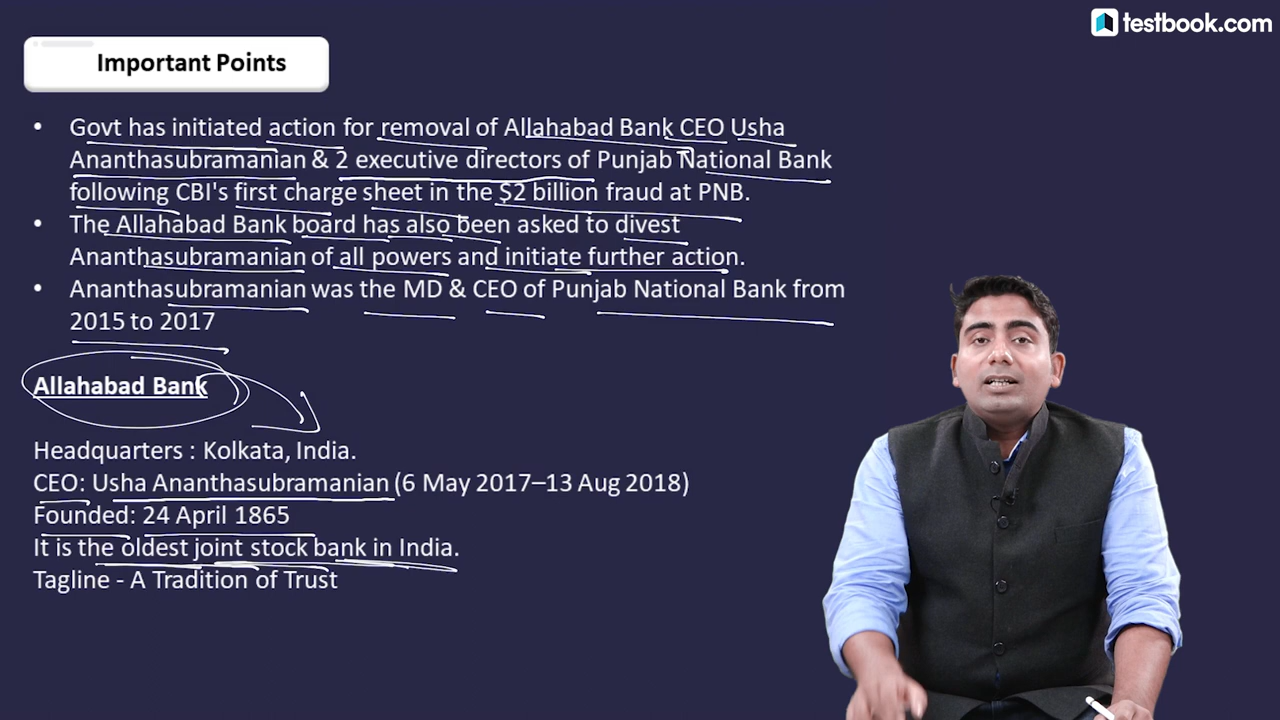 testbook.com
Important Points
• Govt has initiated action for removal of Allahabad Bank CEO Usha
Ananthasubramanian & 2 executive directors of Punjab National Bank
following CBI's first charge sheet in the $2 billion fraud at PNB.
• The Allahabad Bank board has also been asked to divest
Ananthasubramanian of all powers and initiate further action.
• Ananthasubramanian was the MD & CEO of Punjab National Bank from
2015 to 2017
Allahabad Bank
Headquarters : Kolkata, India.
CEO: Usha Ananthasubramanian (6 May 2017–13 Aug 2018)
Founded: 24 April 1865
It is the oldest joint stock bank in India.
Tagline - A Tradition of Trust